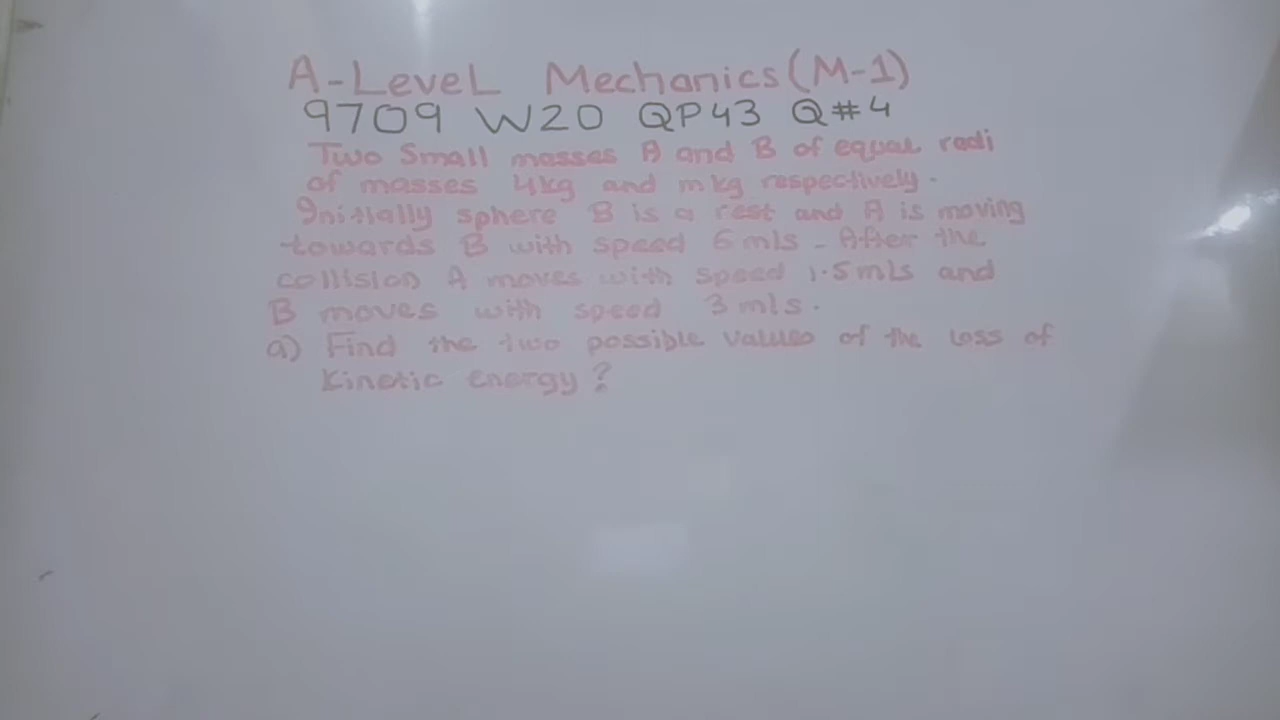 A-Level Mechanics (M-1)
9709 W20 QP43 Q#4
Two Small masses A and B of equal radi
of masses 4kg and mkg respectively.
Initially sphere B is a rest and A is moving
towards B with speed 6 m/s. After the
collision A moves with speed 1.5m/s and
B moves with speed 3 m/s.
a) Find the two possible values of the loss of
Kinetic energy?